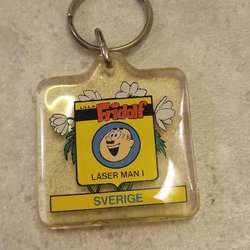 LILLA
Fridolf
LÄSER MAN I
SVERIGE